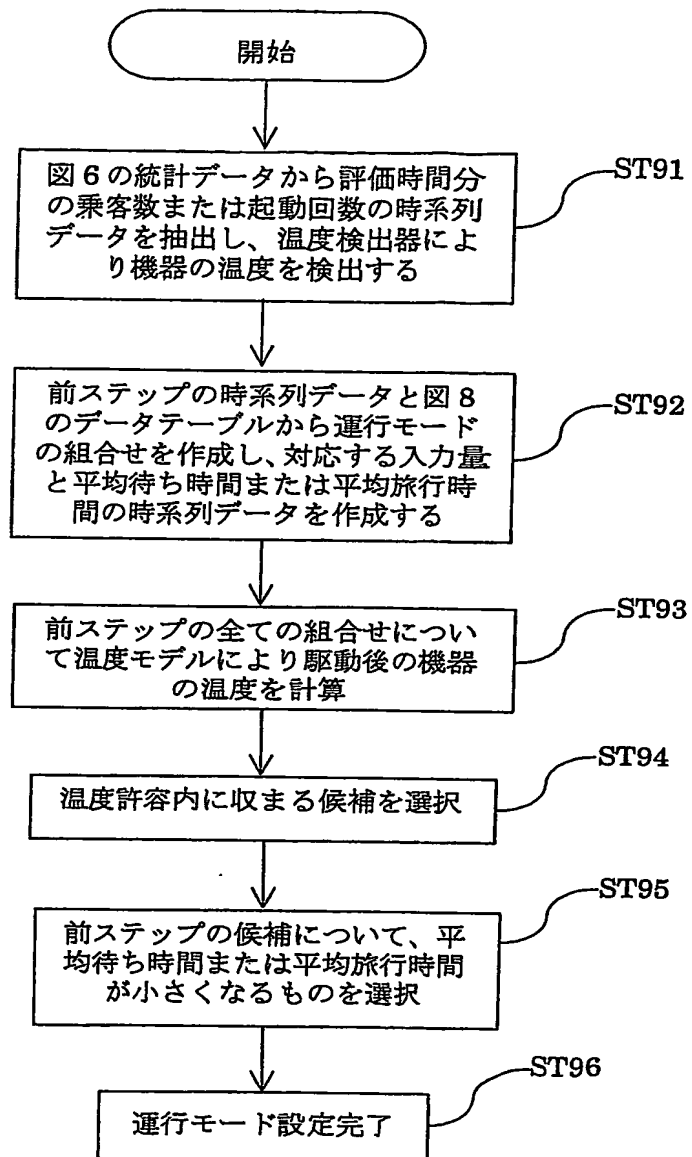 開始
図6の統計データから評価時間分
の乗客数または起動回数の時系列
データを抽出し、温度検出器によ
り機器の温度を検出する
ST91
前ステップの時系列データと図8
のデータテーブルから運行モード
の組合せを作成し、対応する入力量
と平均待ち時間または平均旅行時
間の時系列データを作成する
ST92
前ステップの全ての組合せについ
て温度モデルにより駆動後の機器
の温度を計算
ST93
温度許容内に収まる候補を選択
ST94
前ステップの候補について、平
均待ち時間または平均旅行時間
が小さくなるものを選択
ST95
運行モード設定完了
ST96